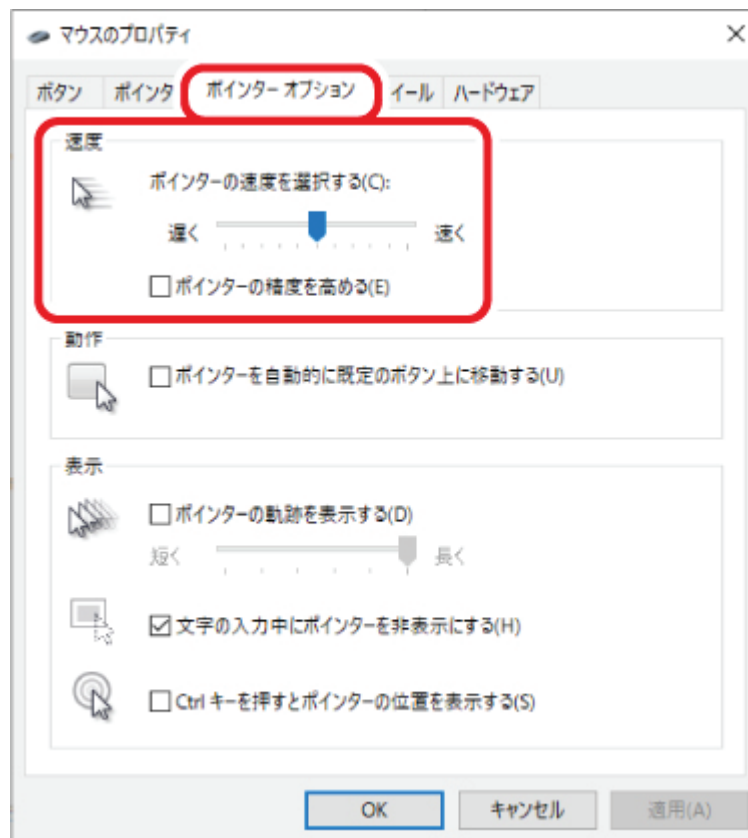 マウスのプロパティ
ボタン ポインタ ポインター オプション イール ハードウェア
速度
ポインターの速度を選択する(C):
遅く 速く
ポインターの精度を高める(E)
動作
ポインターを自動的に既定のボタン上に移動する(U)
表示
ポインターの軌跡を表示する(D)
短く 長く
文字の入力中にポインターを非表示にする(H)
Ctrl キーを押すとポインターの位置を表示する(S)
OK キャンセル 適用(A)